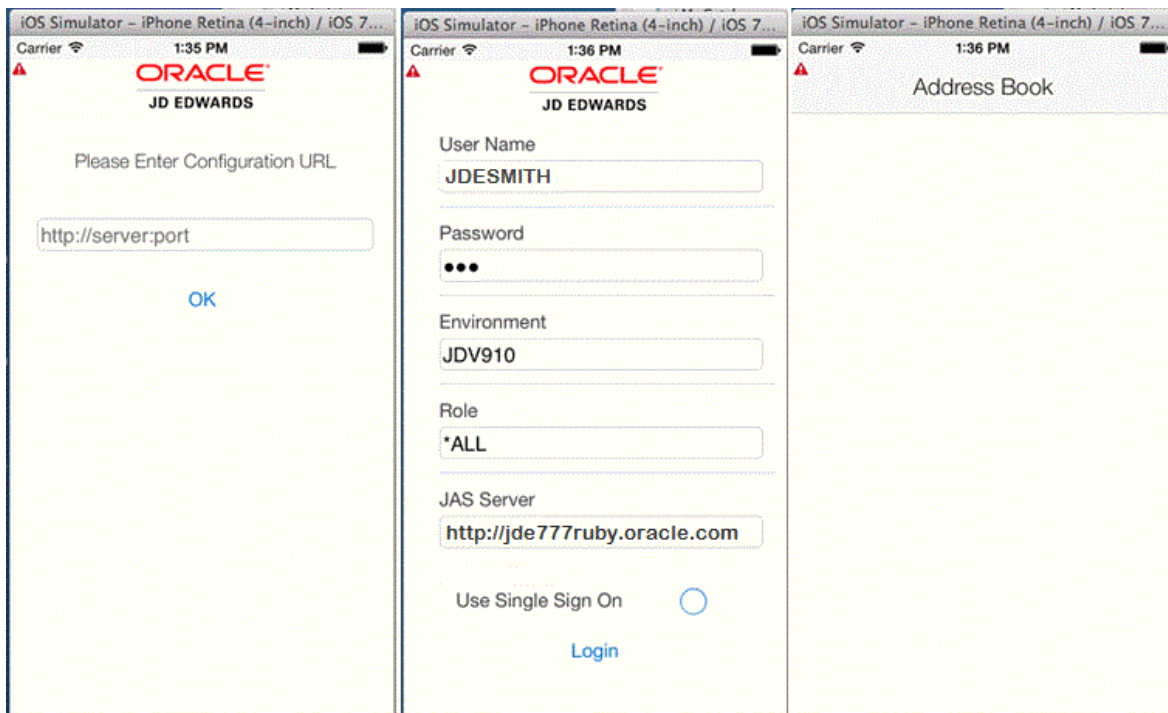 iOS Simulator – iPhone Retina (4-inch) / iOS 7...
Carrier 1:35 PM
ORACLE
JD EDWARDS
Please Enter Configuration URL
http://server:port
OK
iOS Simulator – iPhone Retina (4-inch) / iOS 7...
Carrier 1:36 PM
ORACLE
JD EDWARDS
User Name
JDESMITH
Password
•••
Environment
JDV910
Role
*ALL
JAS Server
http://jde777ruby.oracle.com
Use Single Sign On
Login
iOS Simulator – iPhone Retina (4-inch) / iOS 7...
Carrier 1:36 PM
Address Book